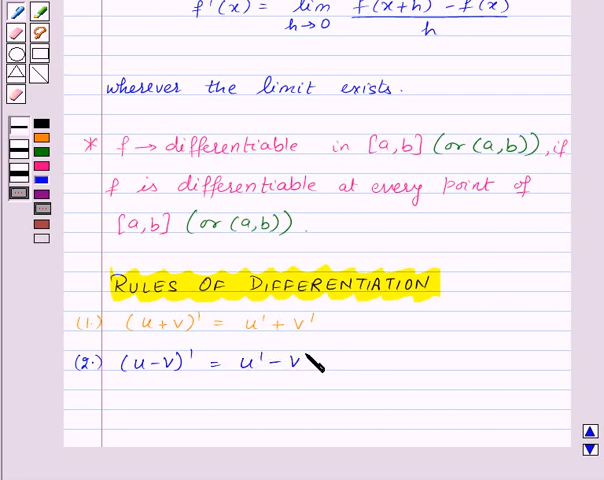 f'(x) = lim f(x+h) - f(x)
h→0 h
wherever the limit exists.
* f → differentiable in [a,b] (or (a,b)), if
f is differentiable at every point of
[a,b] (or (a,b)).
RULES OF DIFFERENTIATION
(1.) (u+v)' = u' + v'
(2.) (u-v)' = u' - v